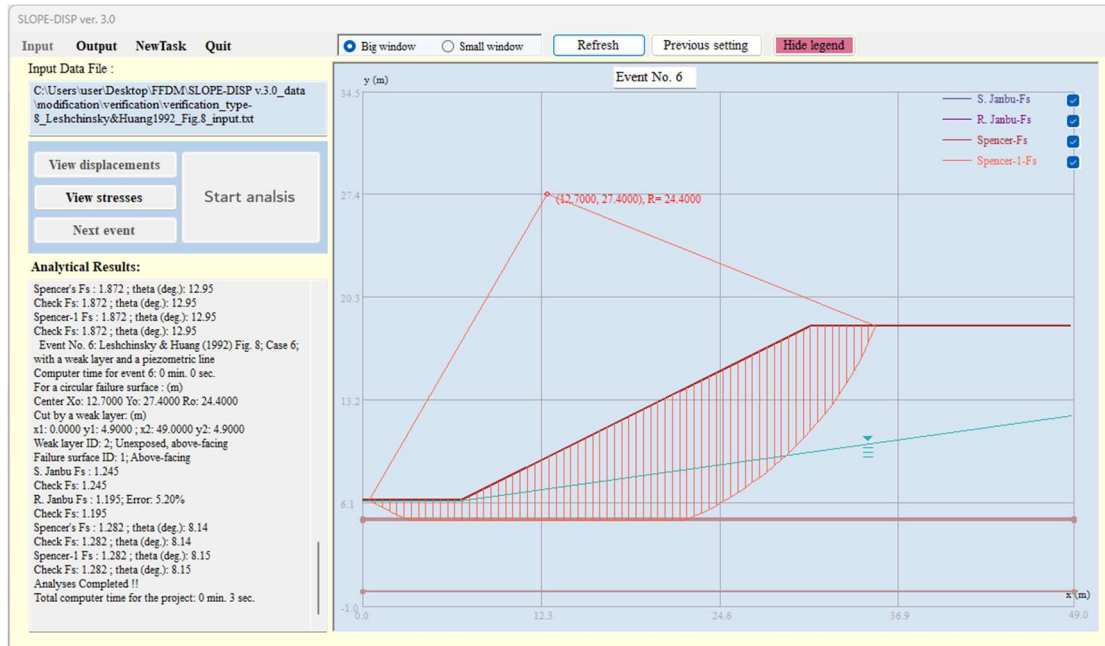 SLOPE-DISP ver. 3.0
Input Output NewTask Quit
Big window Small window Refresh Previous setting Hide legend
Input Data File :
C:\Users\user\Desktop\FFDM\SLOPE-DISP v.3.0_data
\modification\verification\verification_type-
8_Leshchinsky&Huang1992_Fig.8_input.txt
View displacements
View stresses
Next event
Start analsis
Analytical Results:
Spencer's Fs : 1.872 ; theta (deg.): 12.95
Check Fs: 1.872 ; theta (deg.): 12.95
Spencer-1 Fs : 1.872 ; theta (deg.): 12.95
Check Fs: 1.872 ; theta (deg.): 12.95
Event No. 6: Leshchinsky & Huang (1992) Fig. 8; Case 6;
with a weak layer and a piezometric line
Computer time for event 6: 0 min. 0 sec.
For a circular failure surface : (m)
Center Xo: 12.7000 Yo: 27.4000 Ro: 24.4000
Cut by a weak layer: (m)
x1: 0.0000 y1: 4.9000 ; x2: 49.0000 y2: 4.9000
Weak layer ID: 2; Unexposed, above-facing
Failure surface ID: 1; Above-facing
S. Janbu Fs : 1.245
Check Fs: 1.245
R. Janbu Fs : 1.195; Error: 5.20%
Check Fs: 1.195
Spencer's Fs : 1.282 ; theta (deg.): 8.14
Check Fs: 1.282 ; theta (deg.): 8.14
Spencer-1 Fs : 1.282 ; theta (deg.): 8.15
Check Fs: 1.282 ; theta (deg.): 8.15
Analyses Completed !!
Total computer time for the project: 0 min. 3 sec.
y (m)
Event No. 6
34.5
S. Janbu-Fs
R. Janbu-Fs
Spencer-Fs
Spencer-1-Fs
27.4
(12.7000, 27.4000), R= 24.4000
20.3
13.2
6.1
-1.0
x (m)
0.0 12.3 24.6 36.9 49.0